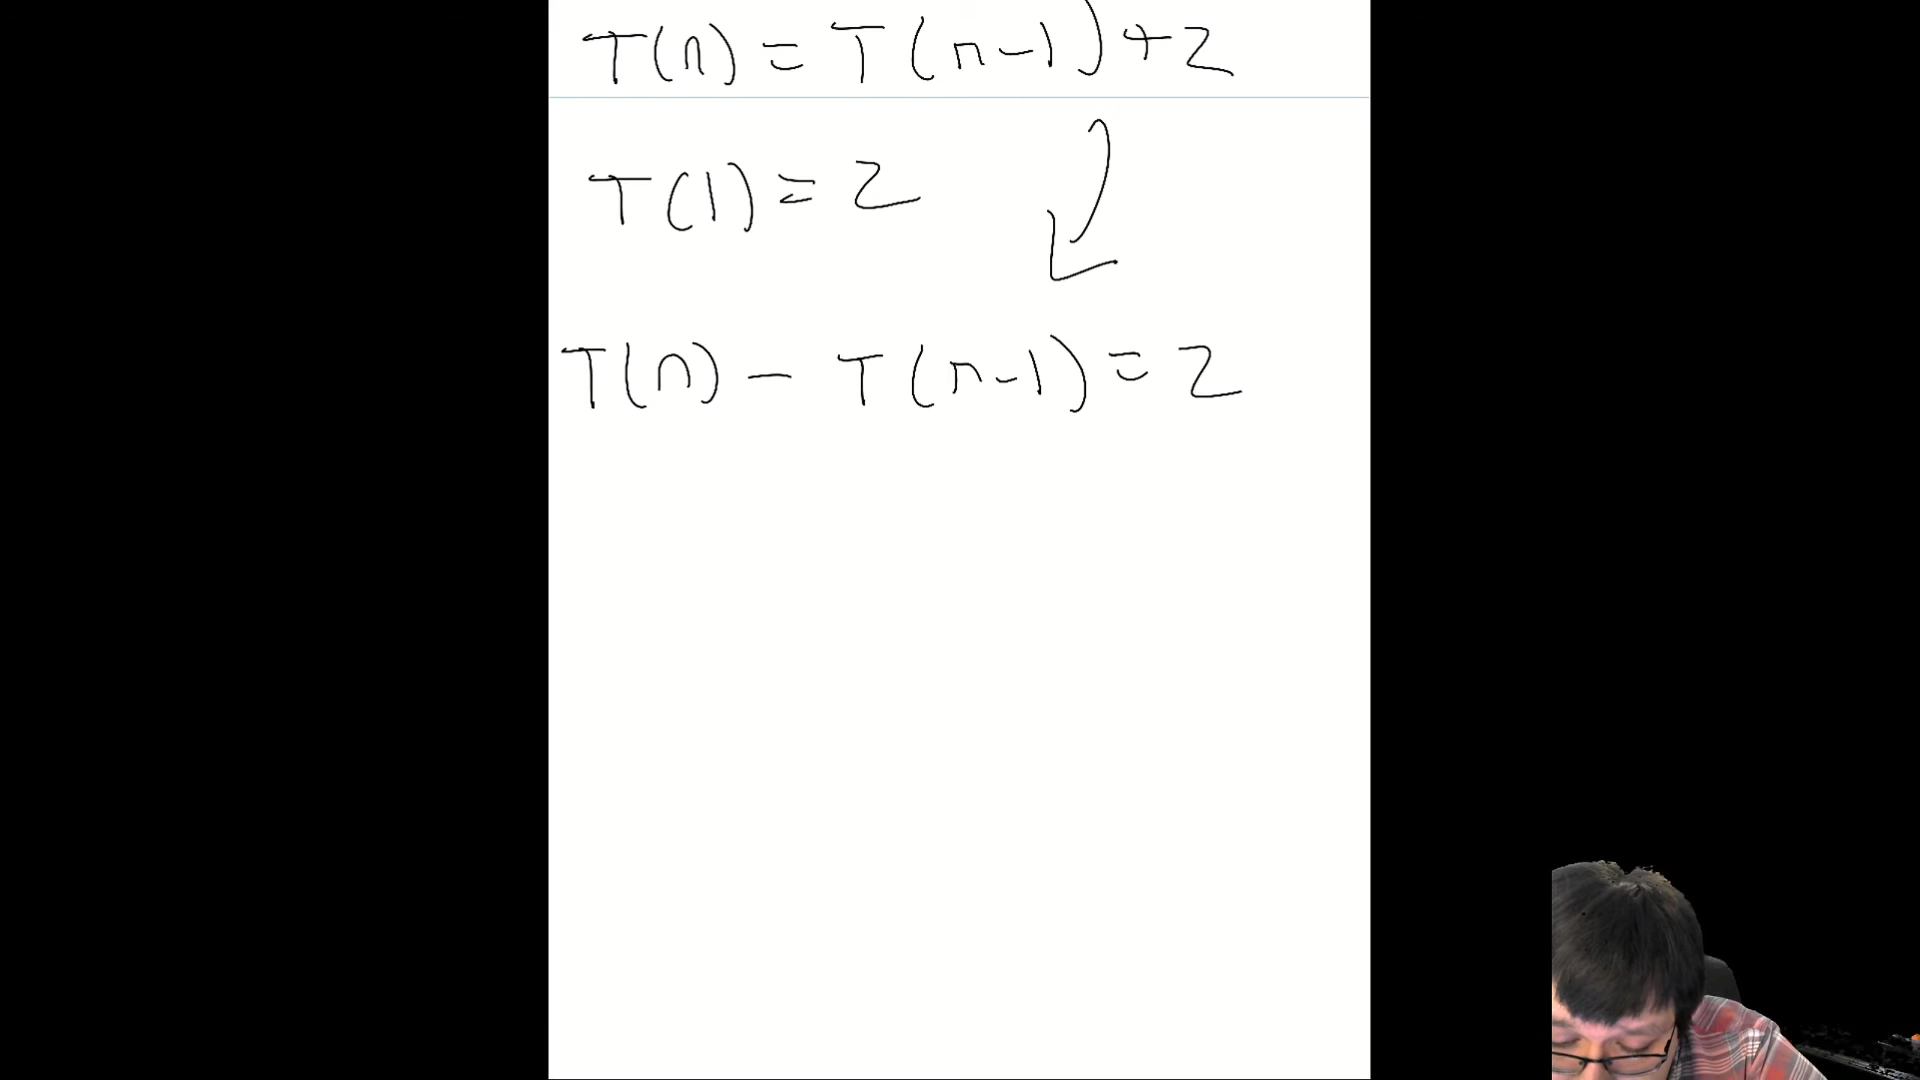 T(n) = T(n-1) + 2
T(1) = 2
T(n) - T(n-1) = 2